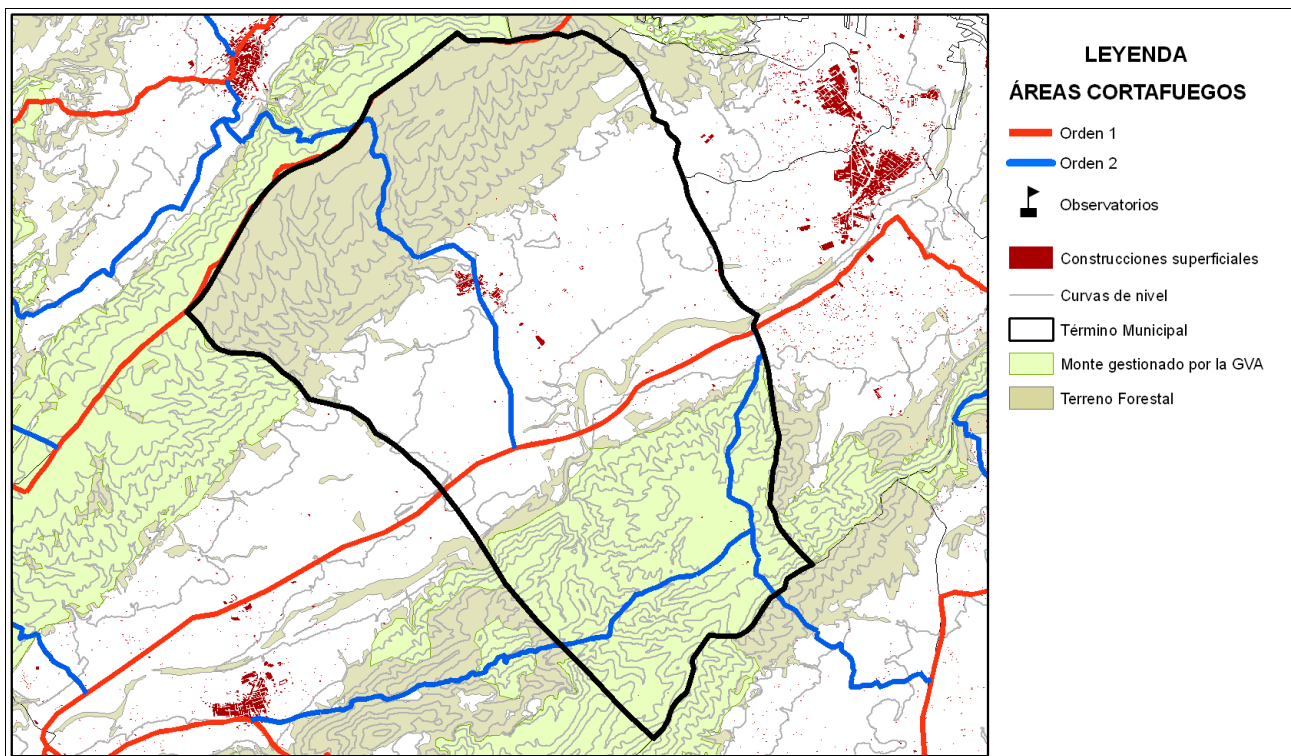 LEYENDA
ÁREAS CORTAFUEGOS
Orden 1
Orden 2
Observatorios
Construcciones superficiales
Curvas de nivel
Término Municipal
Monte gestionado por la GVA
Terreno Forestal